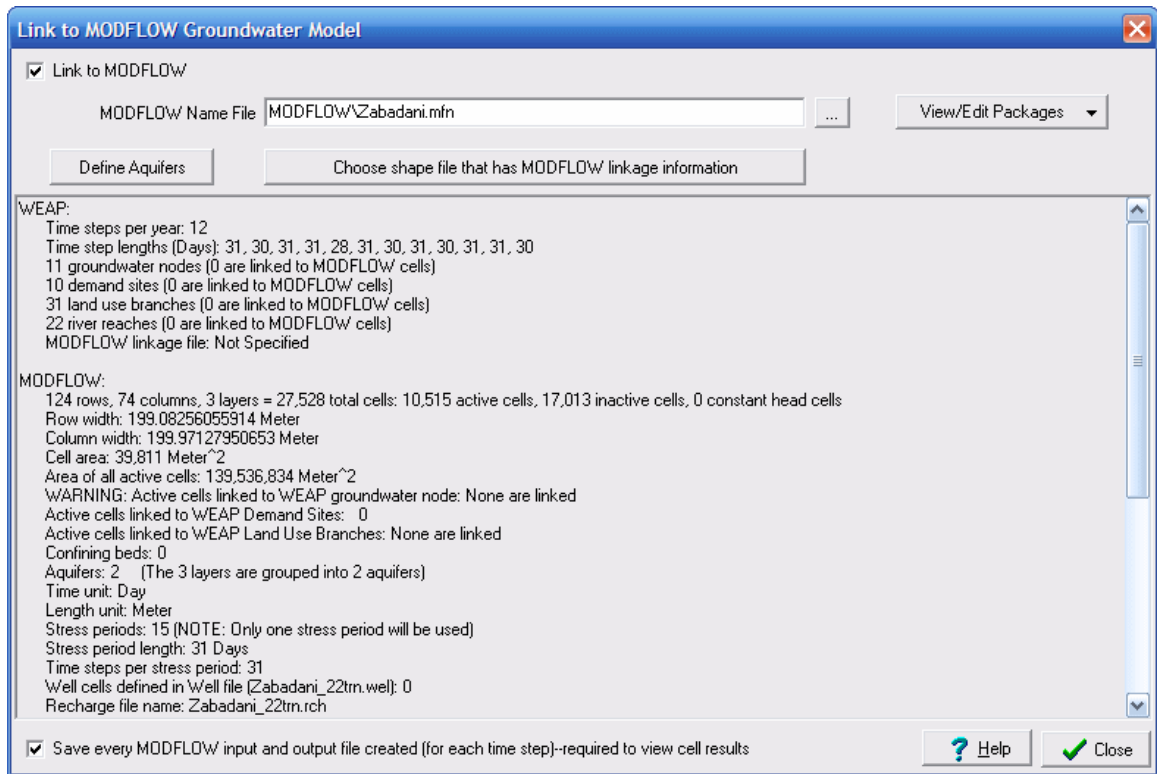 Link to MODFLOW Groundwater Model
Link to MODFLOW
MODFLOW Name File MODFLOW\Zabadani.mfn ... View/Edit Packages
Define Aquifers Choose shape file that has MODFLOW linkage information
WEAP:
Time steps per year: 12
Time step lengths (Days): 31, 30, 31, 31, 28, 31, 30, 31, 30, 31, 31, 30
11 groundwater nodes (0 are linked to MODFLOW cells)
10 demand sites (0 are linked to MODFLOW cells)
31 land use branches (0 are linked to MODFLOW cells)
22 river reaches (0 are linked to MODFLOW cells)
MODFLOW linkage file: Not Specified
MODFLOW:
124 rows, 74 columns, 3 layers = 27,528 total cells: 10,515 active cells, 17,013 inactive cells, 0 constant head cells
Row width: 199.08256055914 Meter
Column width: 199.97127950653 Meter
Cell area: 39,811 Meter^2
Area of all active cells: 139,536,834 Meter^2
WARNING: Active cells linked to WEAP groundwater node: None are linked
Active cells linked to WEAP Demand Sites: 0
Active cells linked to WEAP Land Use Branches: None are linked
Confining beds: 0
Aquifers: 2 (The 3 layers are grouped into 2 aquifers)
Time unit: Day
Length unit: Meter
Stress periods: 15 (NOTE: Only one stress period will be used)
Stress period length: 31 Days
Time steps per stress period: 31
Well cells defined in Well file (Zabadani_22trn.wel): 0
Recharge file name: Zabadani_22trn.rch
Save every MODFLOW input and output file created (for each time step)--required to view cell results ? Help Close